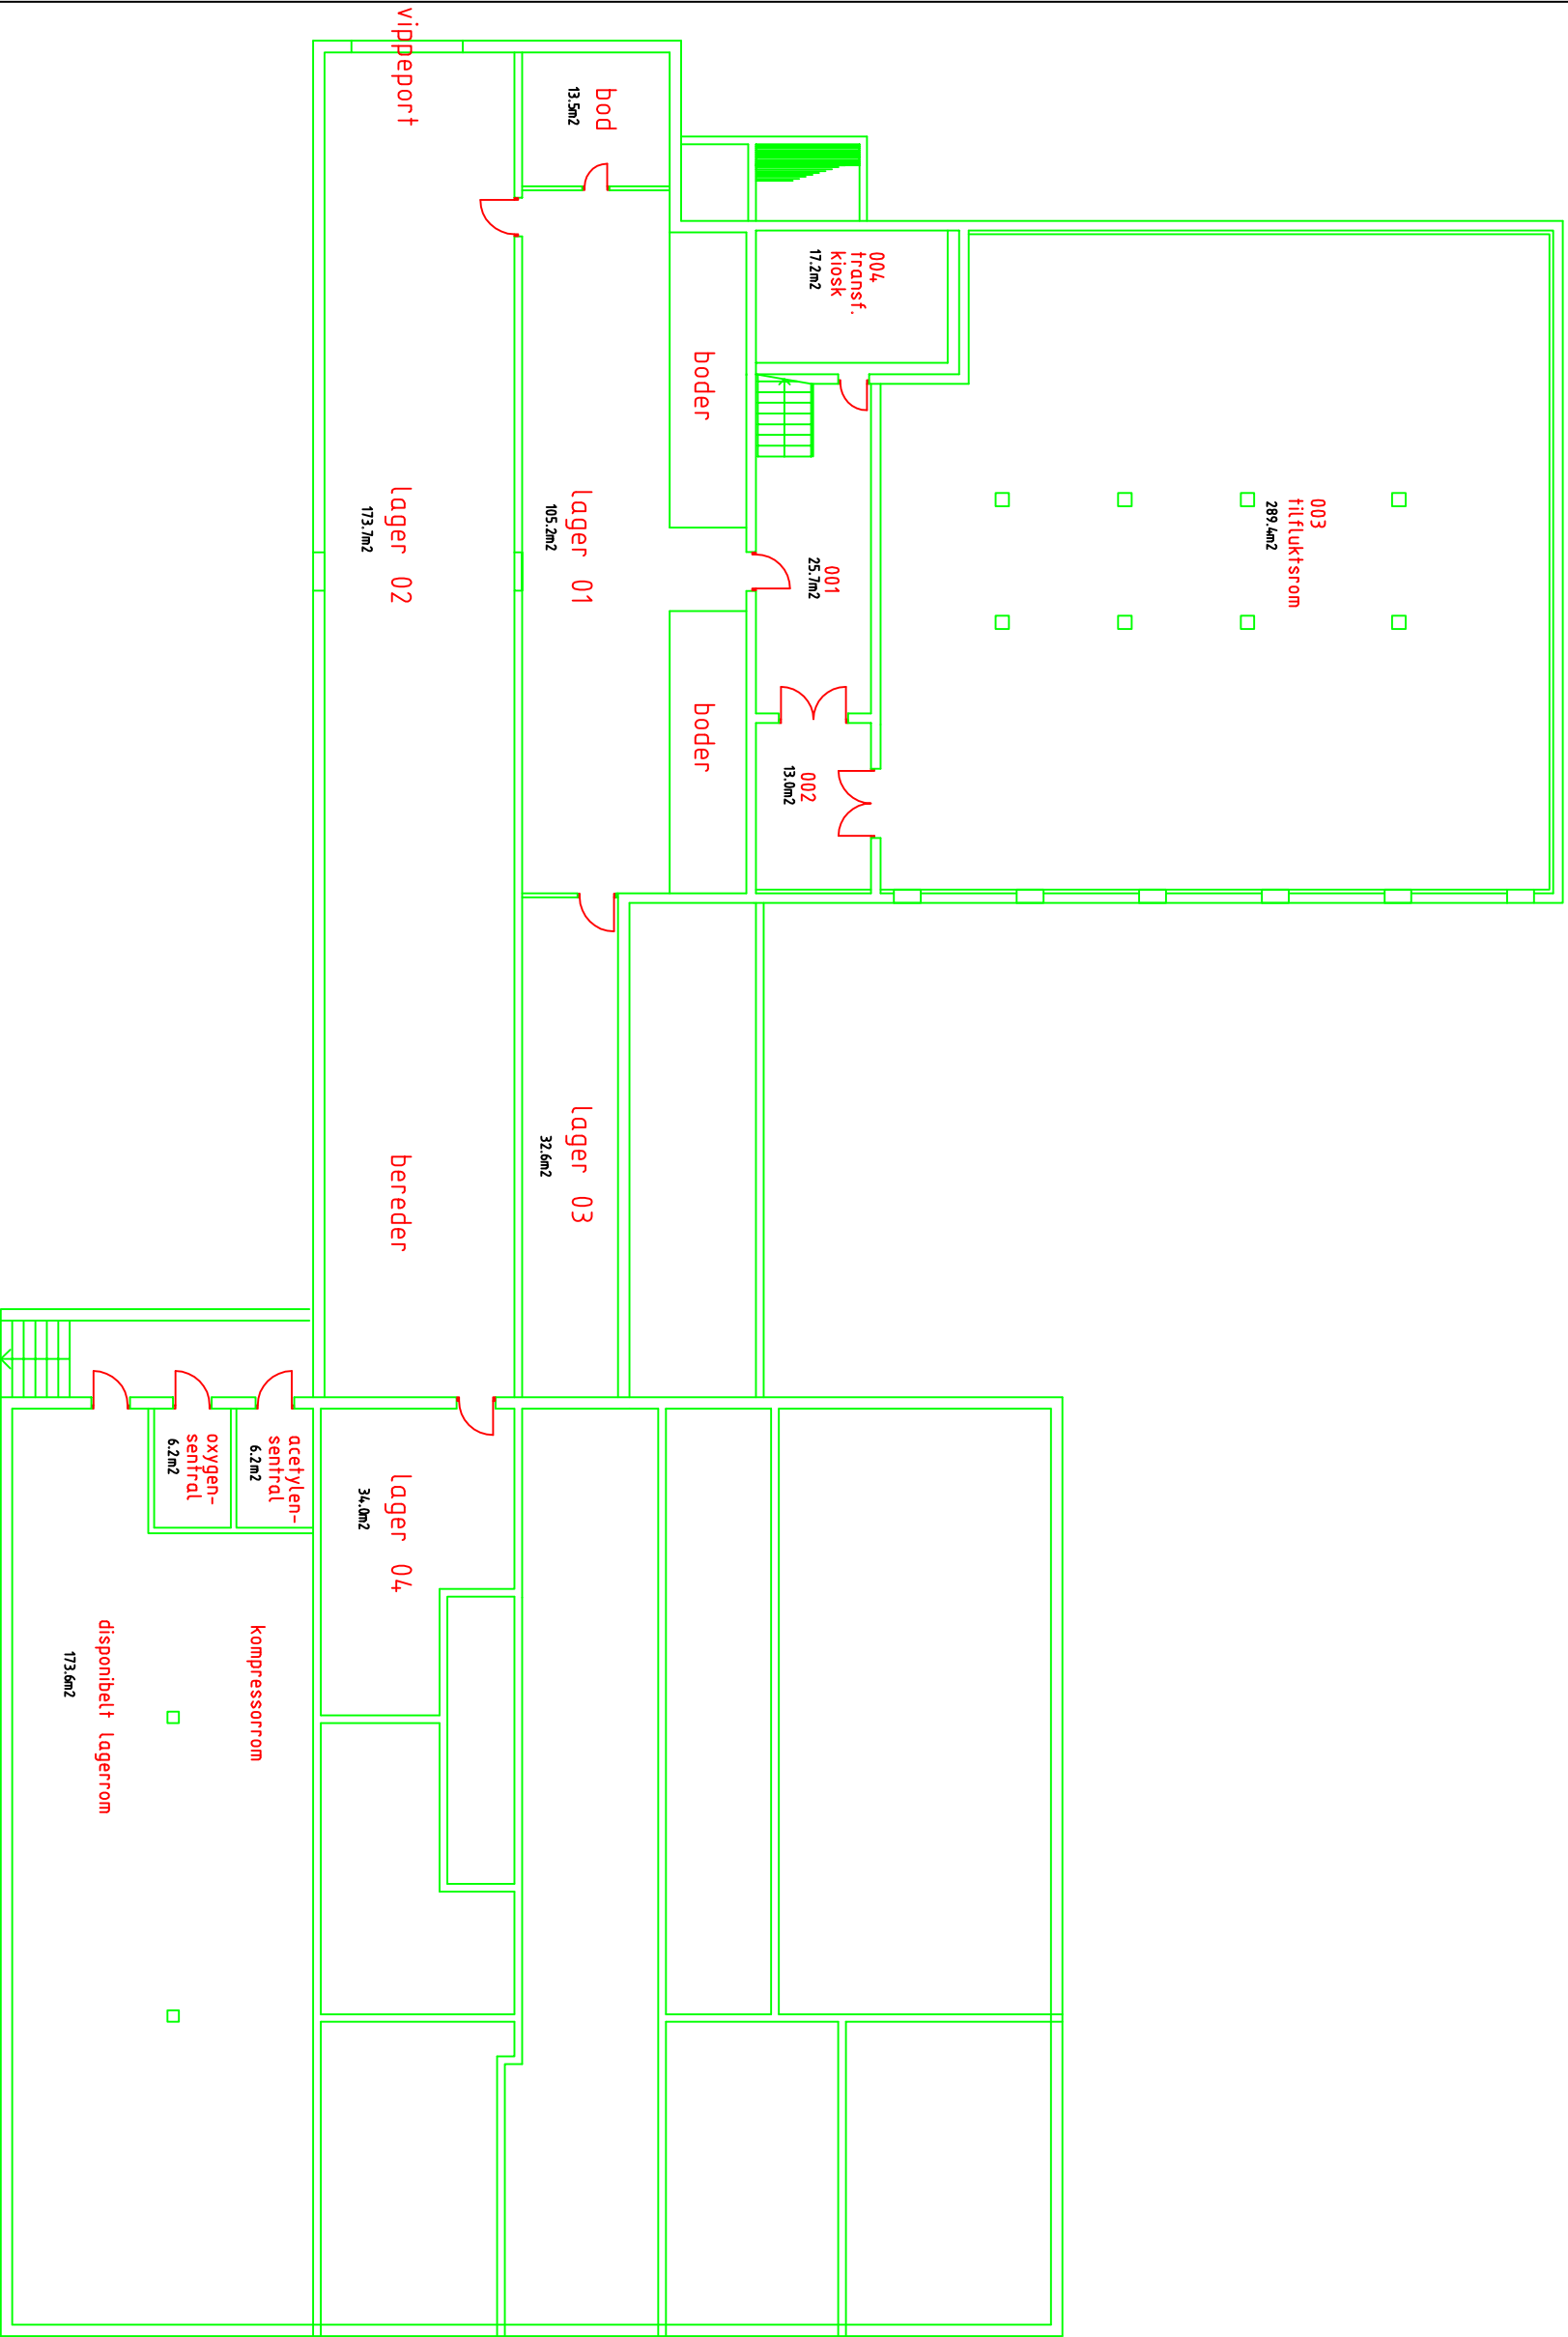 vippeport
bod
13.5m2
004
transf.
kiosk
17.2m2
boder
003
tilfluktsrom
289.4m2
lager 02
173.7m2
lager 01
105.2m2
001
25.7m2
boder
002
13.0m2
lager 03
32.6m2
bereder
acetylen-
sentral
6.2m2
oxygen-
sentral
6.2m2
lager 04
34.0m2
kompressorrom
disponibelt lagerrom
173.6m2